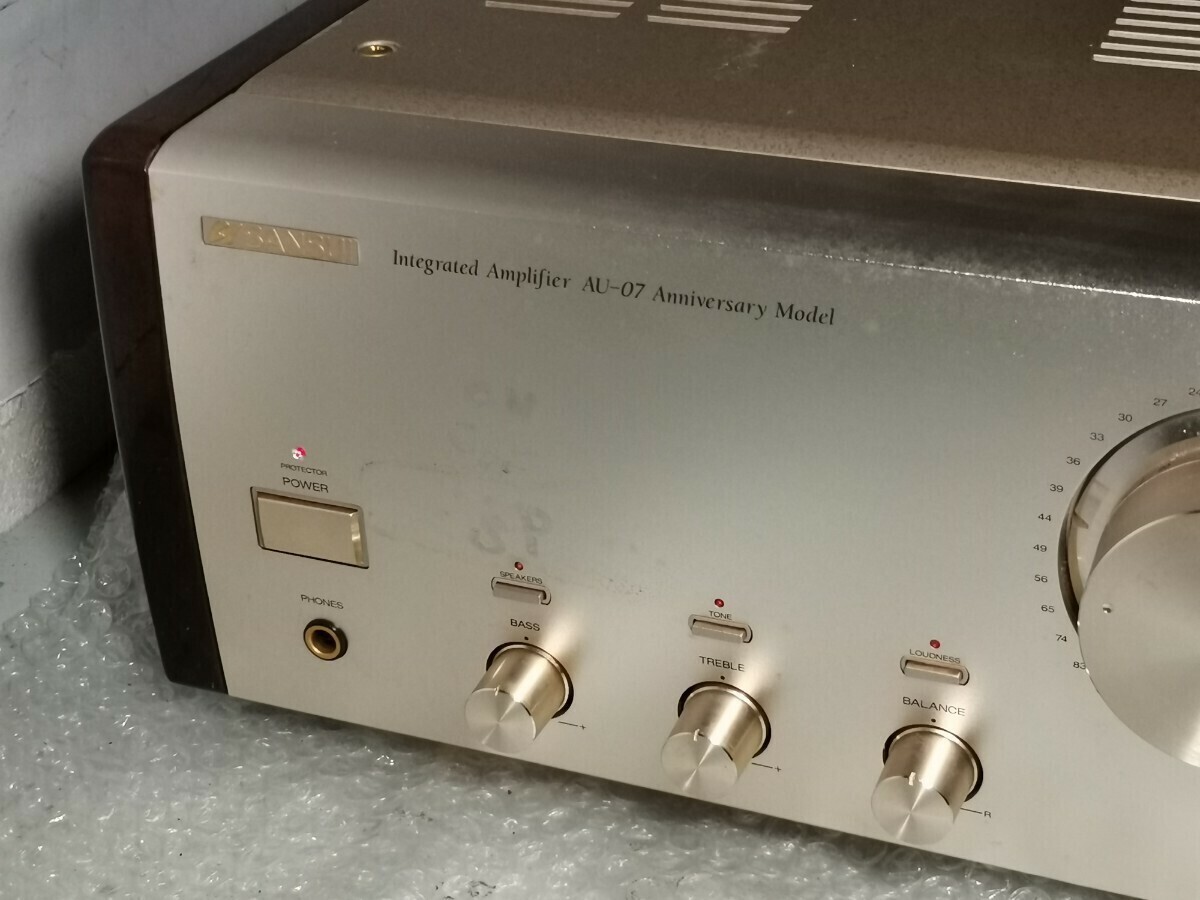 SANSUI
Integrated Amplifier AU-07 Anniversary Model
24
27
30
33
36
39
44
49
56
65
74
83
PROTECTOR
POWER
PHONES
SPEAKERS
BASS
+
TONE
TREBLE
+
LOUDNESS
BALANCE
R